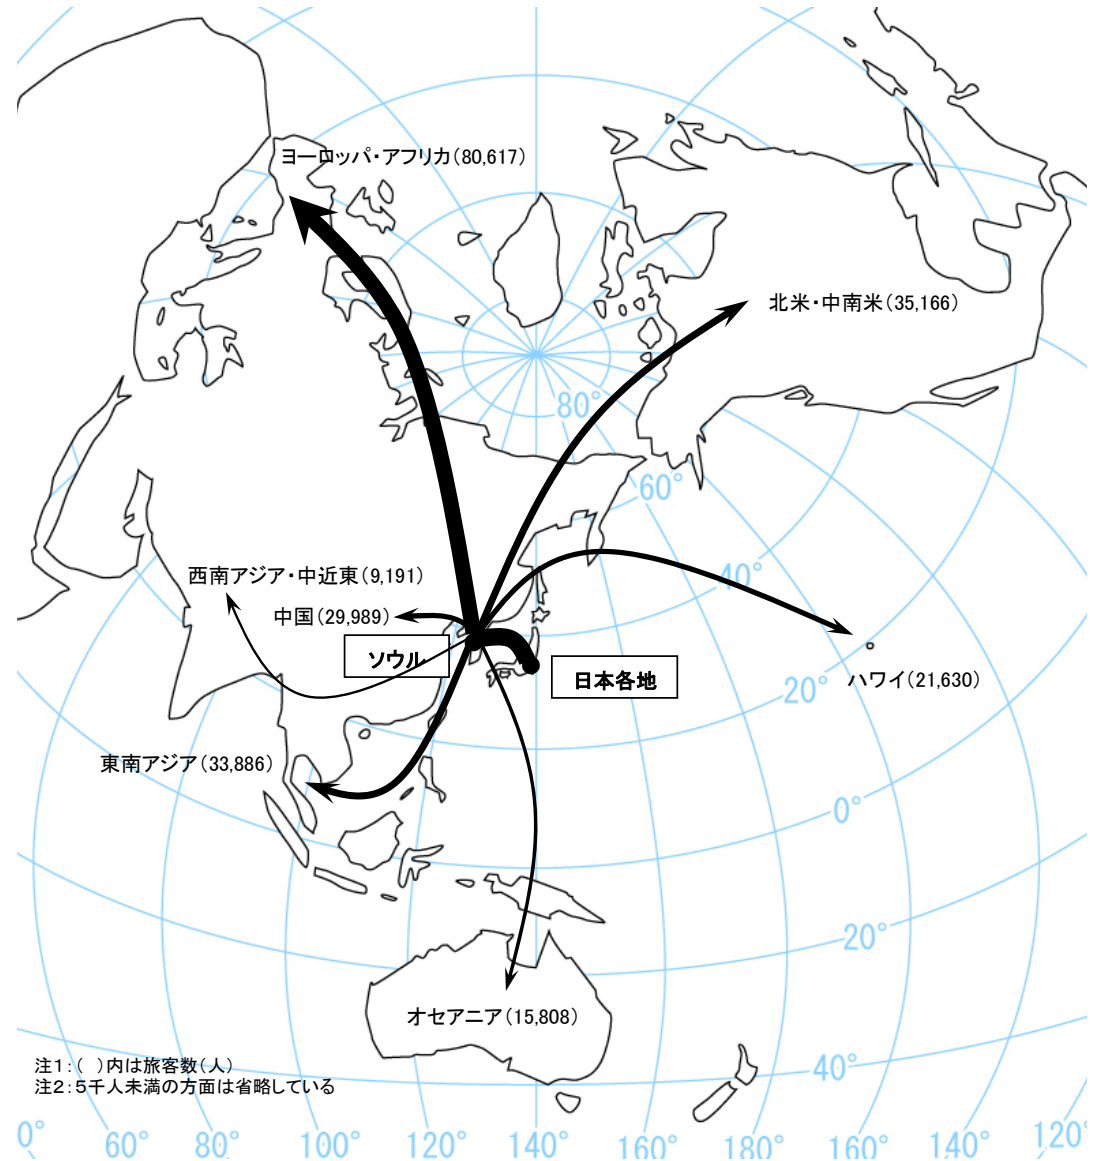 ヨーロッパ・アフリカ(80,617)
北米・中南米(35,166)
80°
60°
西南アジア・中近東(9,191)
40°
中国(29,989)
ソウル
日本各地
ハワイ(21,630)
20°
東南アジア(33,886)
0°
20°
オセアニア(15,808)
注1:( )内は旅客数(人)
40°
注2:5千人未満の方面は省略している
0°
60°
80°
100°
120°
140°
160°
180°
160°
140°
120°